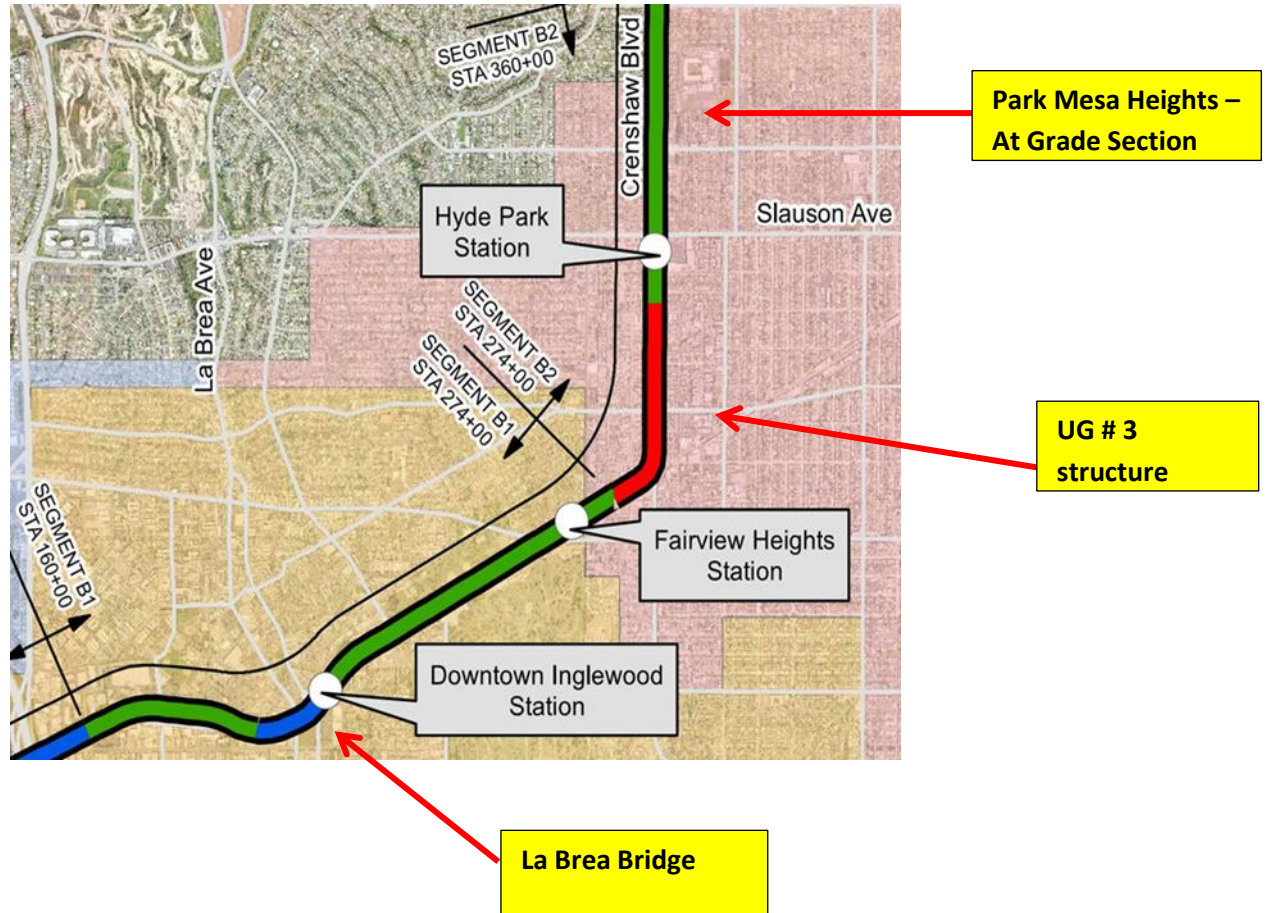 SEGMENT B2
STA 360+00
Crenshaw Blvd
Park Mesa Heights –
At Grade Section
Hyde Park
Station
Slauson Ave
La Brea Ave
SEGMENT B2
STA 274+00
SEGMENT B1
STA 274+00
UG # 3
structure
SEGMENT B1
STA 160+00
Fairview Heights
Station
Downtown Inglewood
Station
La Brea Bridge